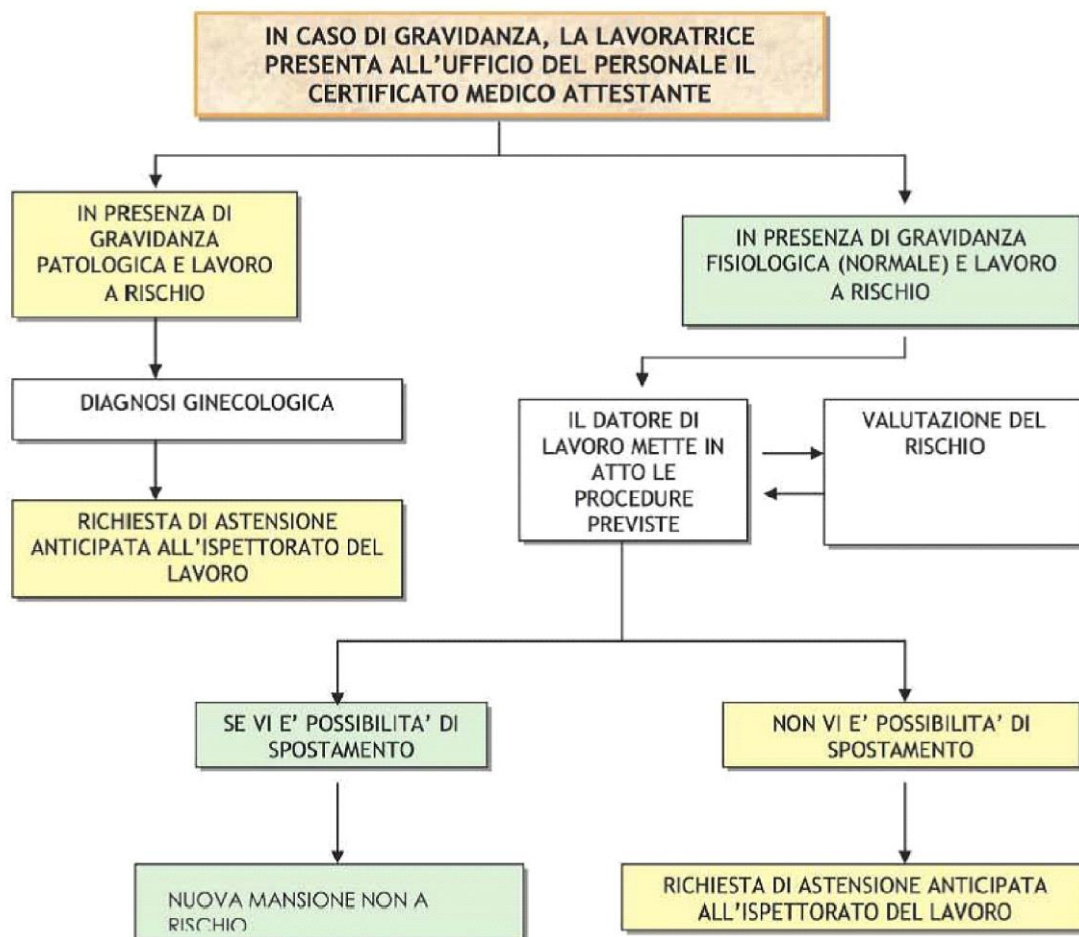 IN CASO DI GRAVIDANZA, LA LAVORATRICE
PRESENTA ALL'UFFICIO DEL PERSONALE IL
CERTIFICATO MEDICO ATTESTANTE
IN PRESENZA DI
GRAVIDANZA
PATOLOGICA E LAVORO
A RISCHIO
IN PRESENZA DI GRAVIDANZA
FISIOLOGICA (NORMALE) E LAVORO
A RISCHIO
DIAGNOSI GINECOLOGICA
RICHIESTA DI ASTENSIONE
ANTICIPATA ALL'ISPETTORATO DEL
LAVORO
IL DATORE DI
LAVORO METTE IN
ATTO LE
PROCEDURE
PREVISTE
VALUTAZIONE DEL
RISCHIO
SE VI E' POSSIBILITA' DI
SPOSTAMENTO
NON VI E' POSSIBILITA' DI
SPOSTAMENTO
NUOVA MANSIONE NON A
RISCHIO
RICHIESTA DI ASTENSIONE ANTICIPATA
ALL'ISPETTORATO DEL LAVORO